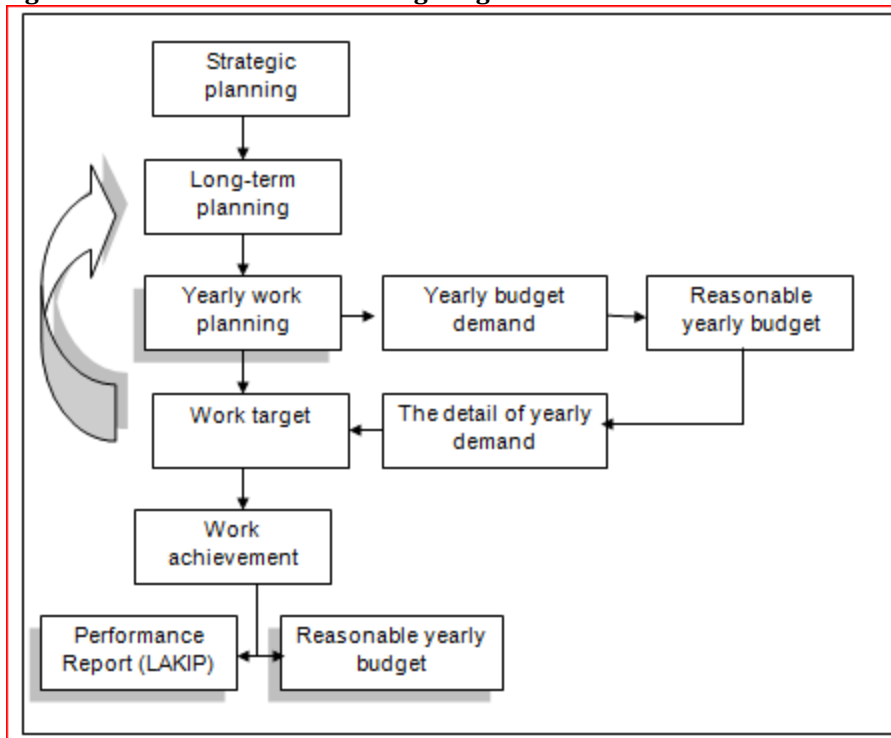 Strategic
planning
Long-term
planning
Yearly work
planning
Yearly budget
demand
Reasonable
yearly budget
Work target
The detail of yearly
demand
Work
achievement
Performance
Report (LAKIP)
Reasonable yearly
budget